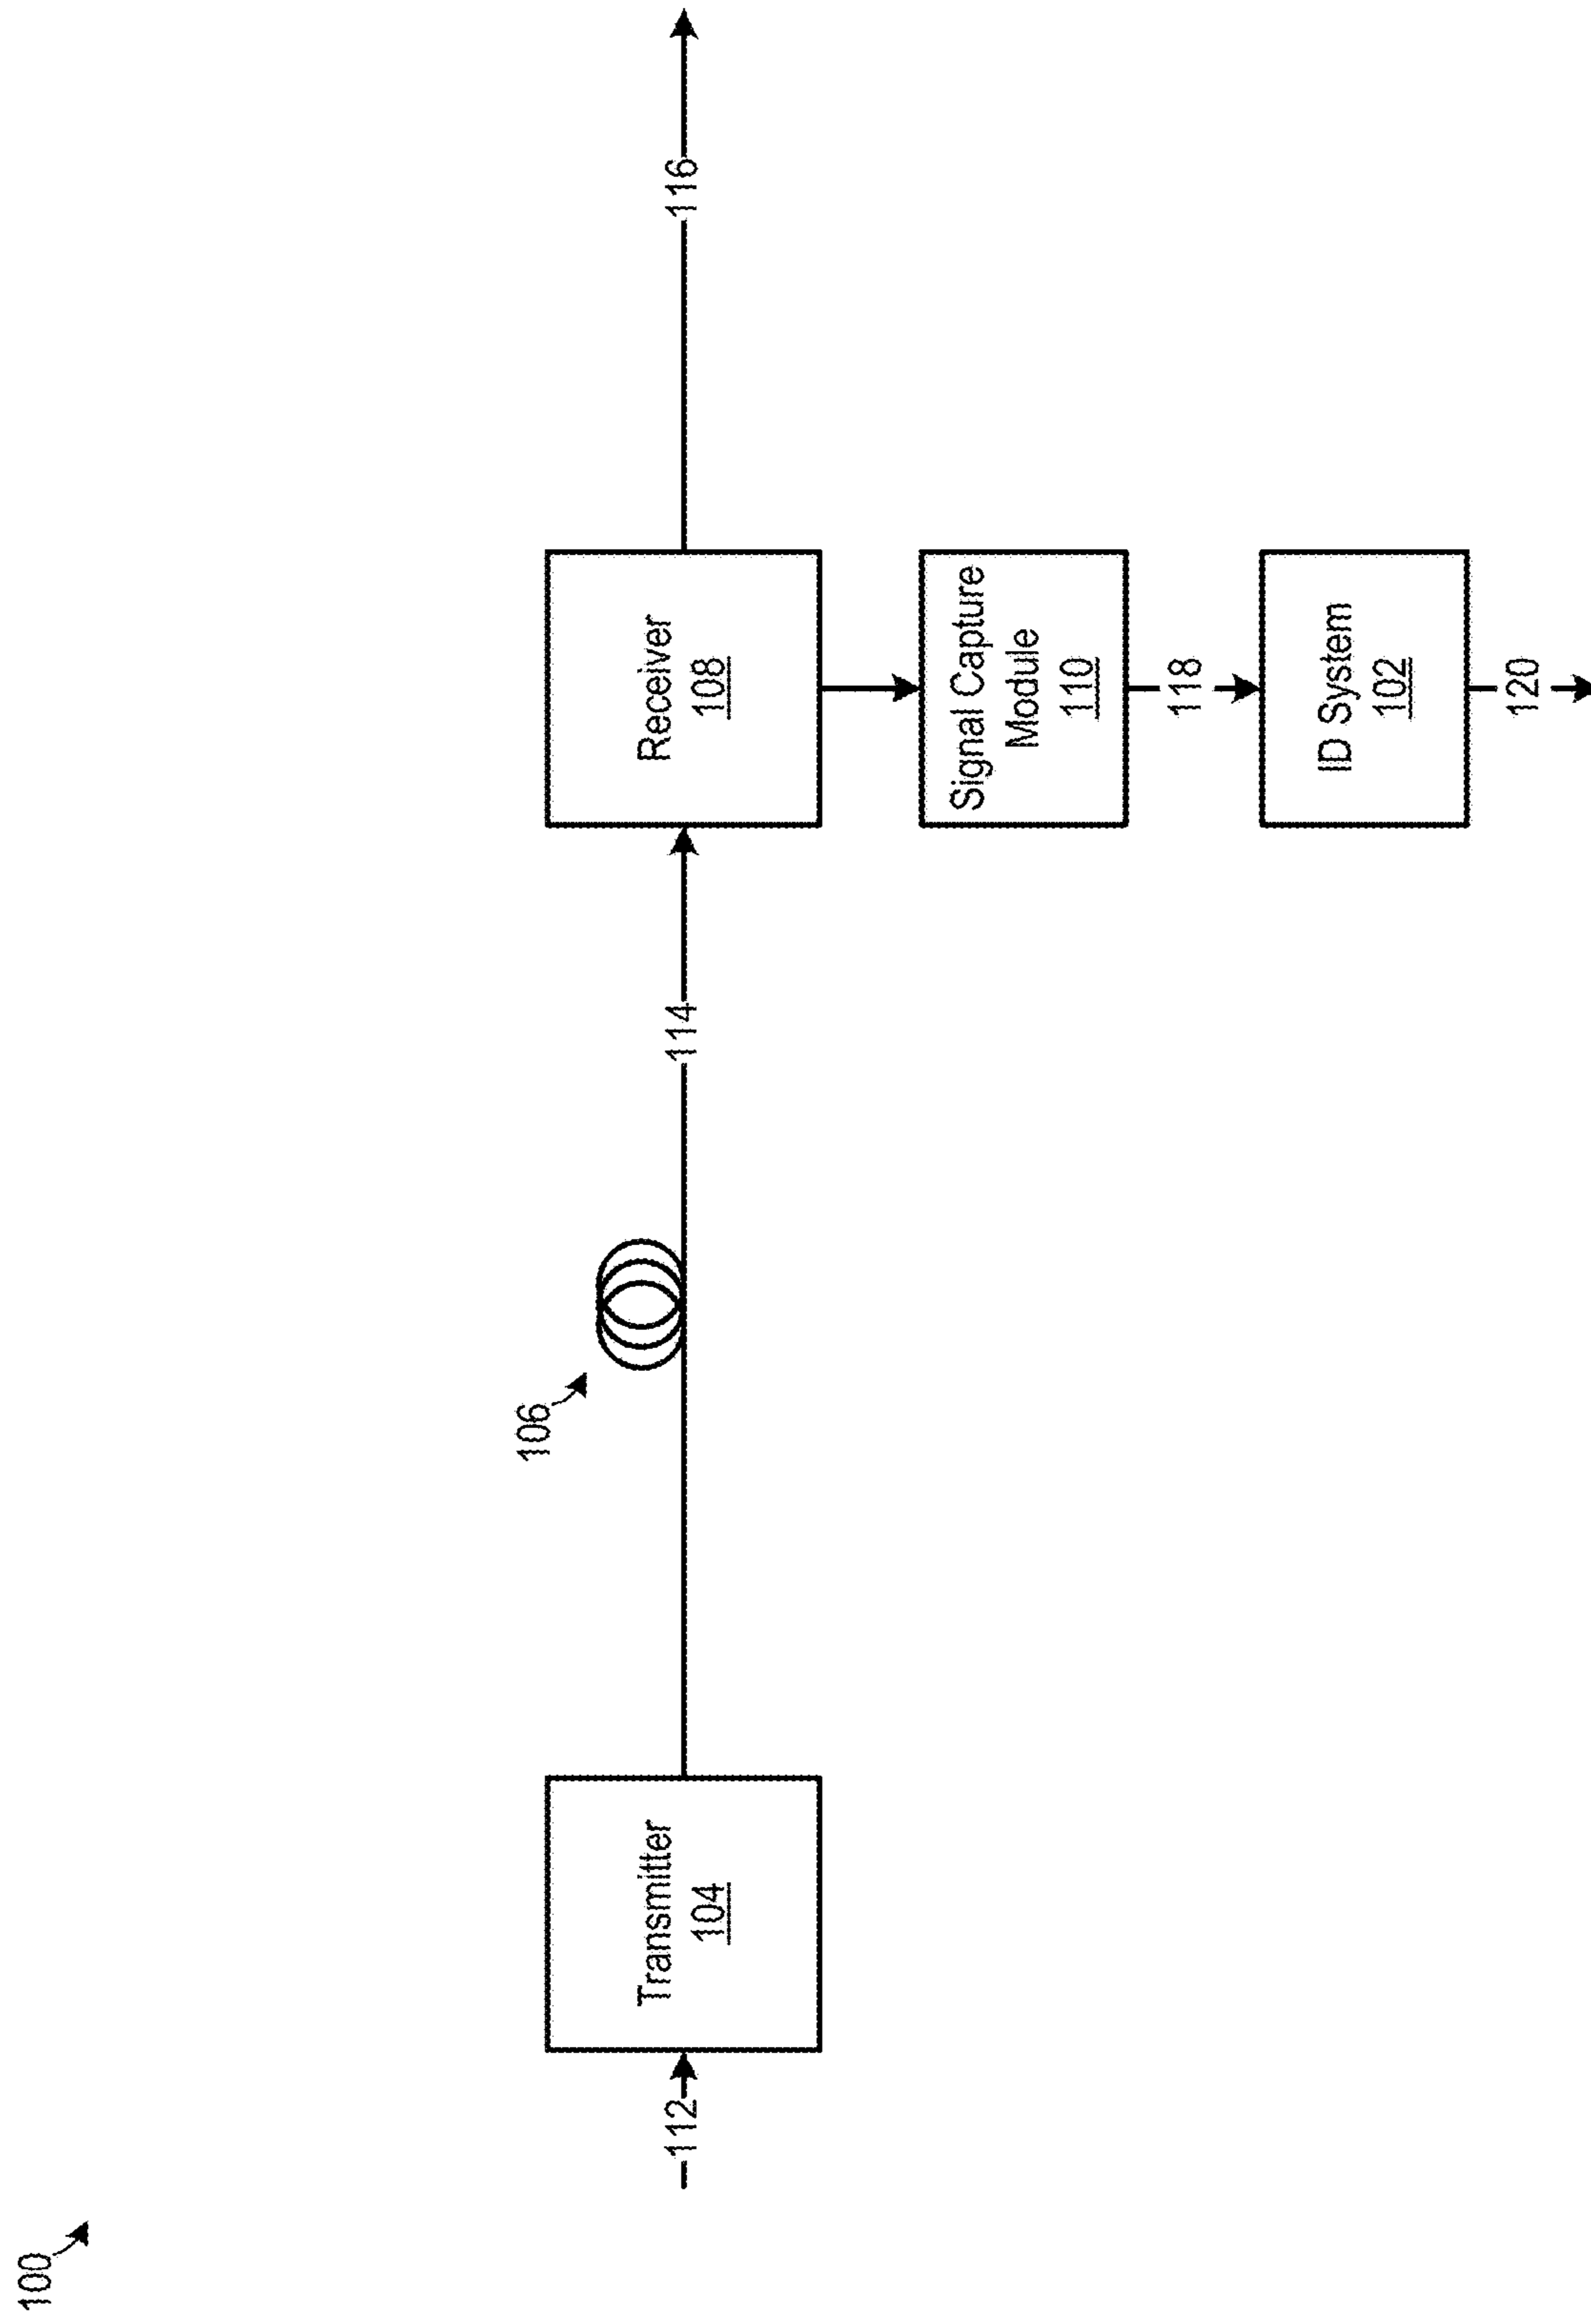 100
112
Transmitter
104
106
114
Receiver
108
116
Signal Capture
Module
110
118
ID System
102
120